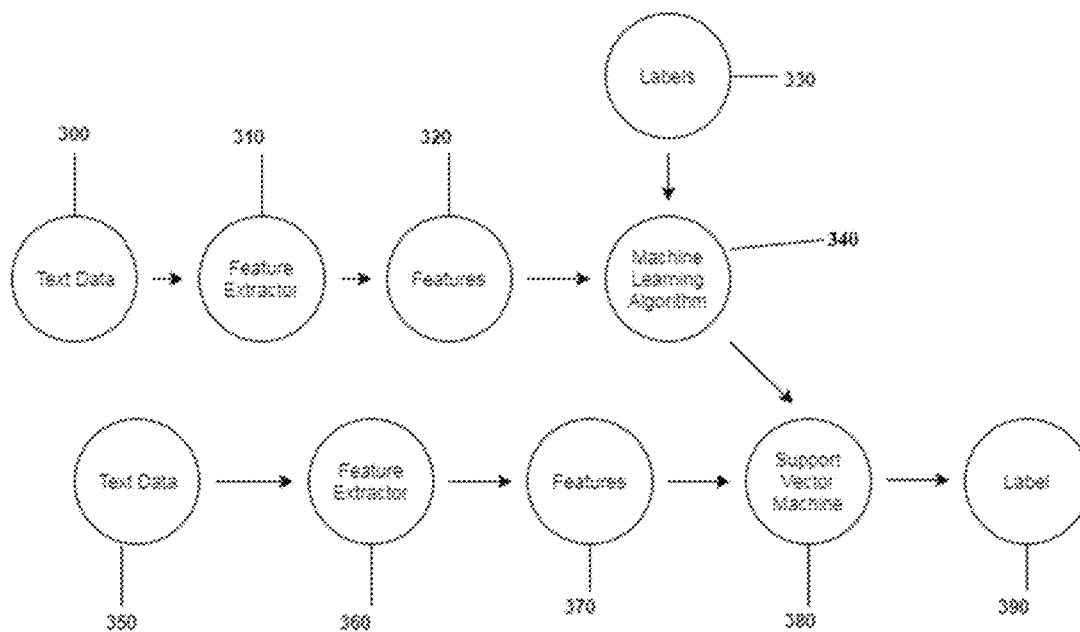 Labels
330
300
310
320
340
Text Data
Feature
Extractor
Features
Machine
Learning
Algorithm
Text Data
Feature
Extractor
Features
Support
Vector
Machine
Label
350
360
370
380
390